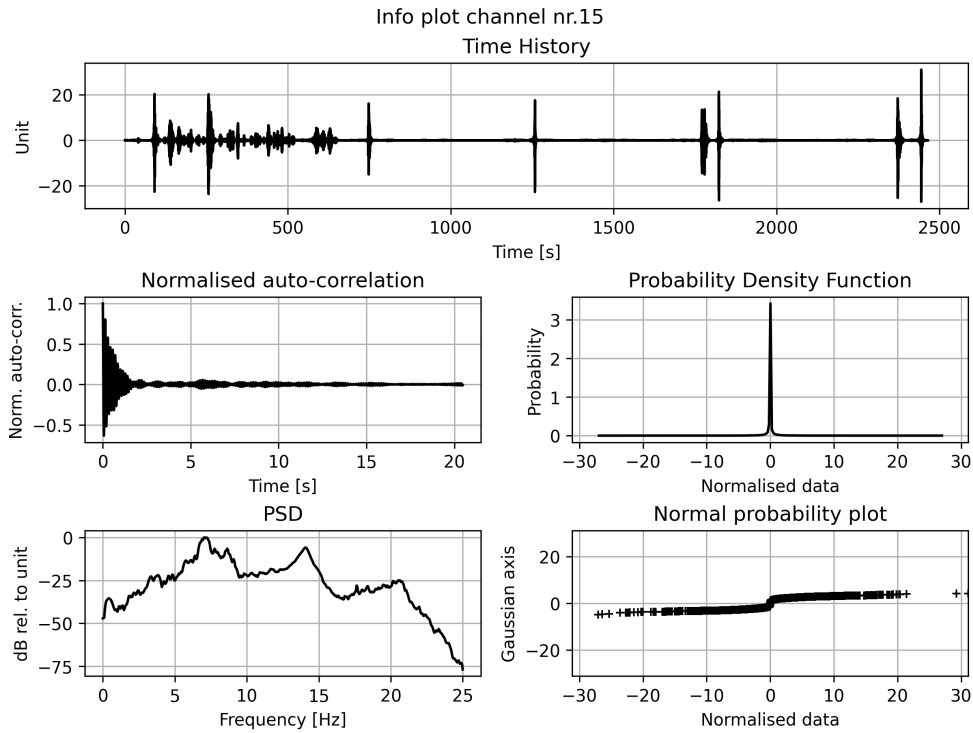 Info plot channel nr.15
Time History
Unit
20
0
−20
0 500 1000 1500 2000 2500
Time [s]
Normalised auto-correlation
Norm. auto-corr.
1.0
0.5
0.0
−0.5
0 5 10 15 20
Time [s]
Probability Density Function
Probability
3
2
1
0
−30 −20 −10 0 10 20 30
Normalised data
PSD
dB rel. to unit
0
−25
−50
−75
0 5 10 15 20 25
Frequency [Hz]
Normal probability plot
Gaussian axis
20
0
−20
−30 −20 −10 0 10 20 30
Normalised data